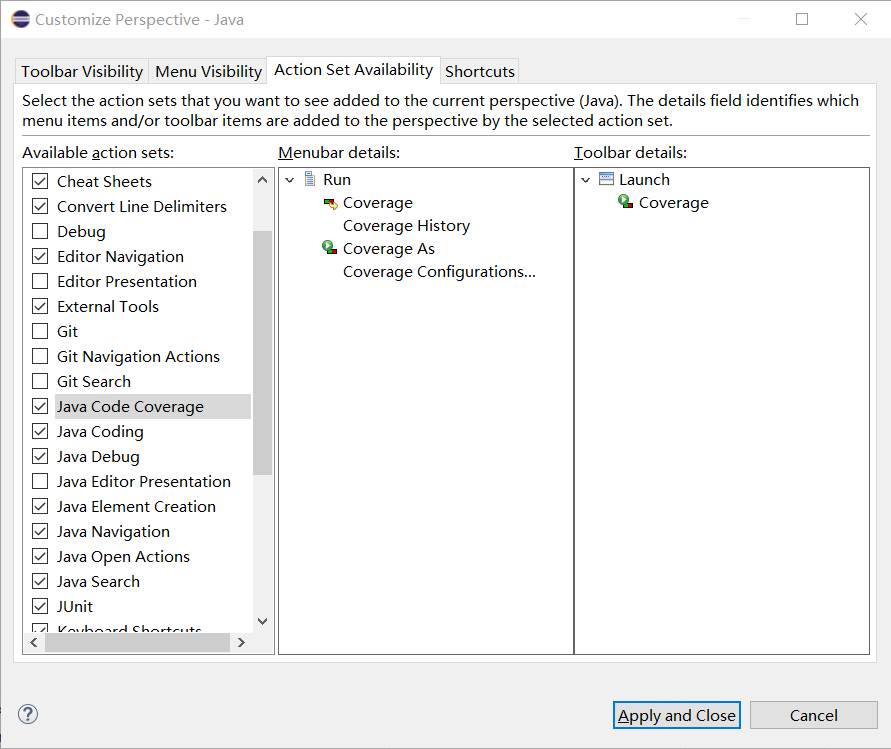 Customize Perspective - Java
Toolbar Visibility
Menu Visibility
Action Set Availability
Shortcuts
Select the action sets that you want to see added to the current perspective (Java). The details field identifies which
menu items and/or toolbar items are added to the perspective by the selected action set.
Available action sets:
Cheat Sheets
Convert Line Delimiters
Debug
Editor Navigation
Editor Presentation
External Tools
Git
Git Navigation Actions
Git Search
Java Code Coverage
Java Coding
Java Debug
Java Editor Presentation
Java Element Creation
Java Navigation
Java Open Actions
Java Search
JUnit
Keyboard Shortcuts
Menubar details:
Run
Coverage
Coverage History
Coverage As
Coverage Configurations...
Toolbar details:
Launch
Coverage
Apply and Close
Cancel